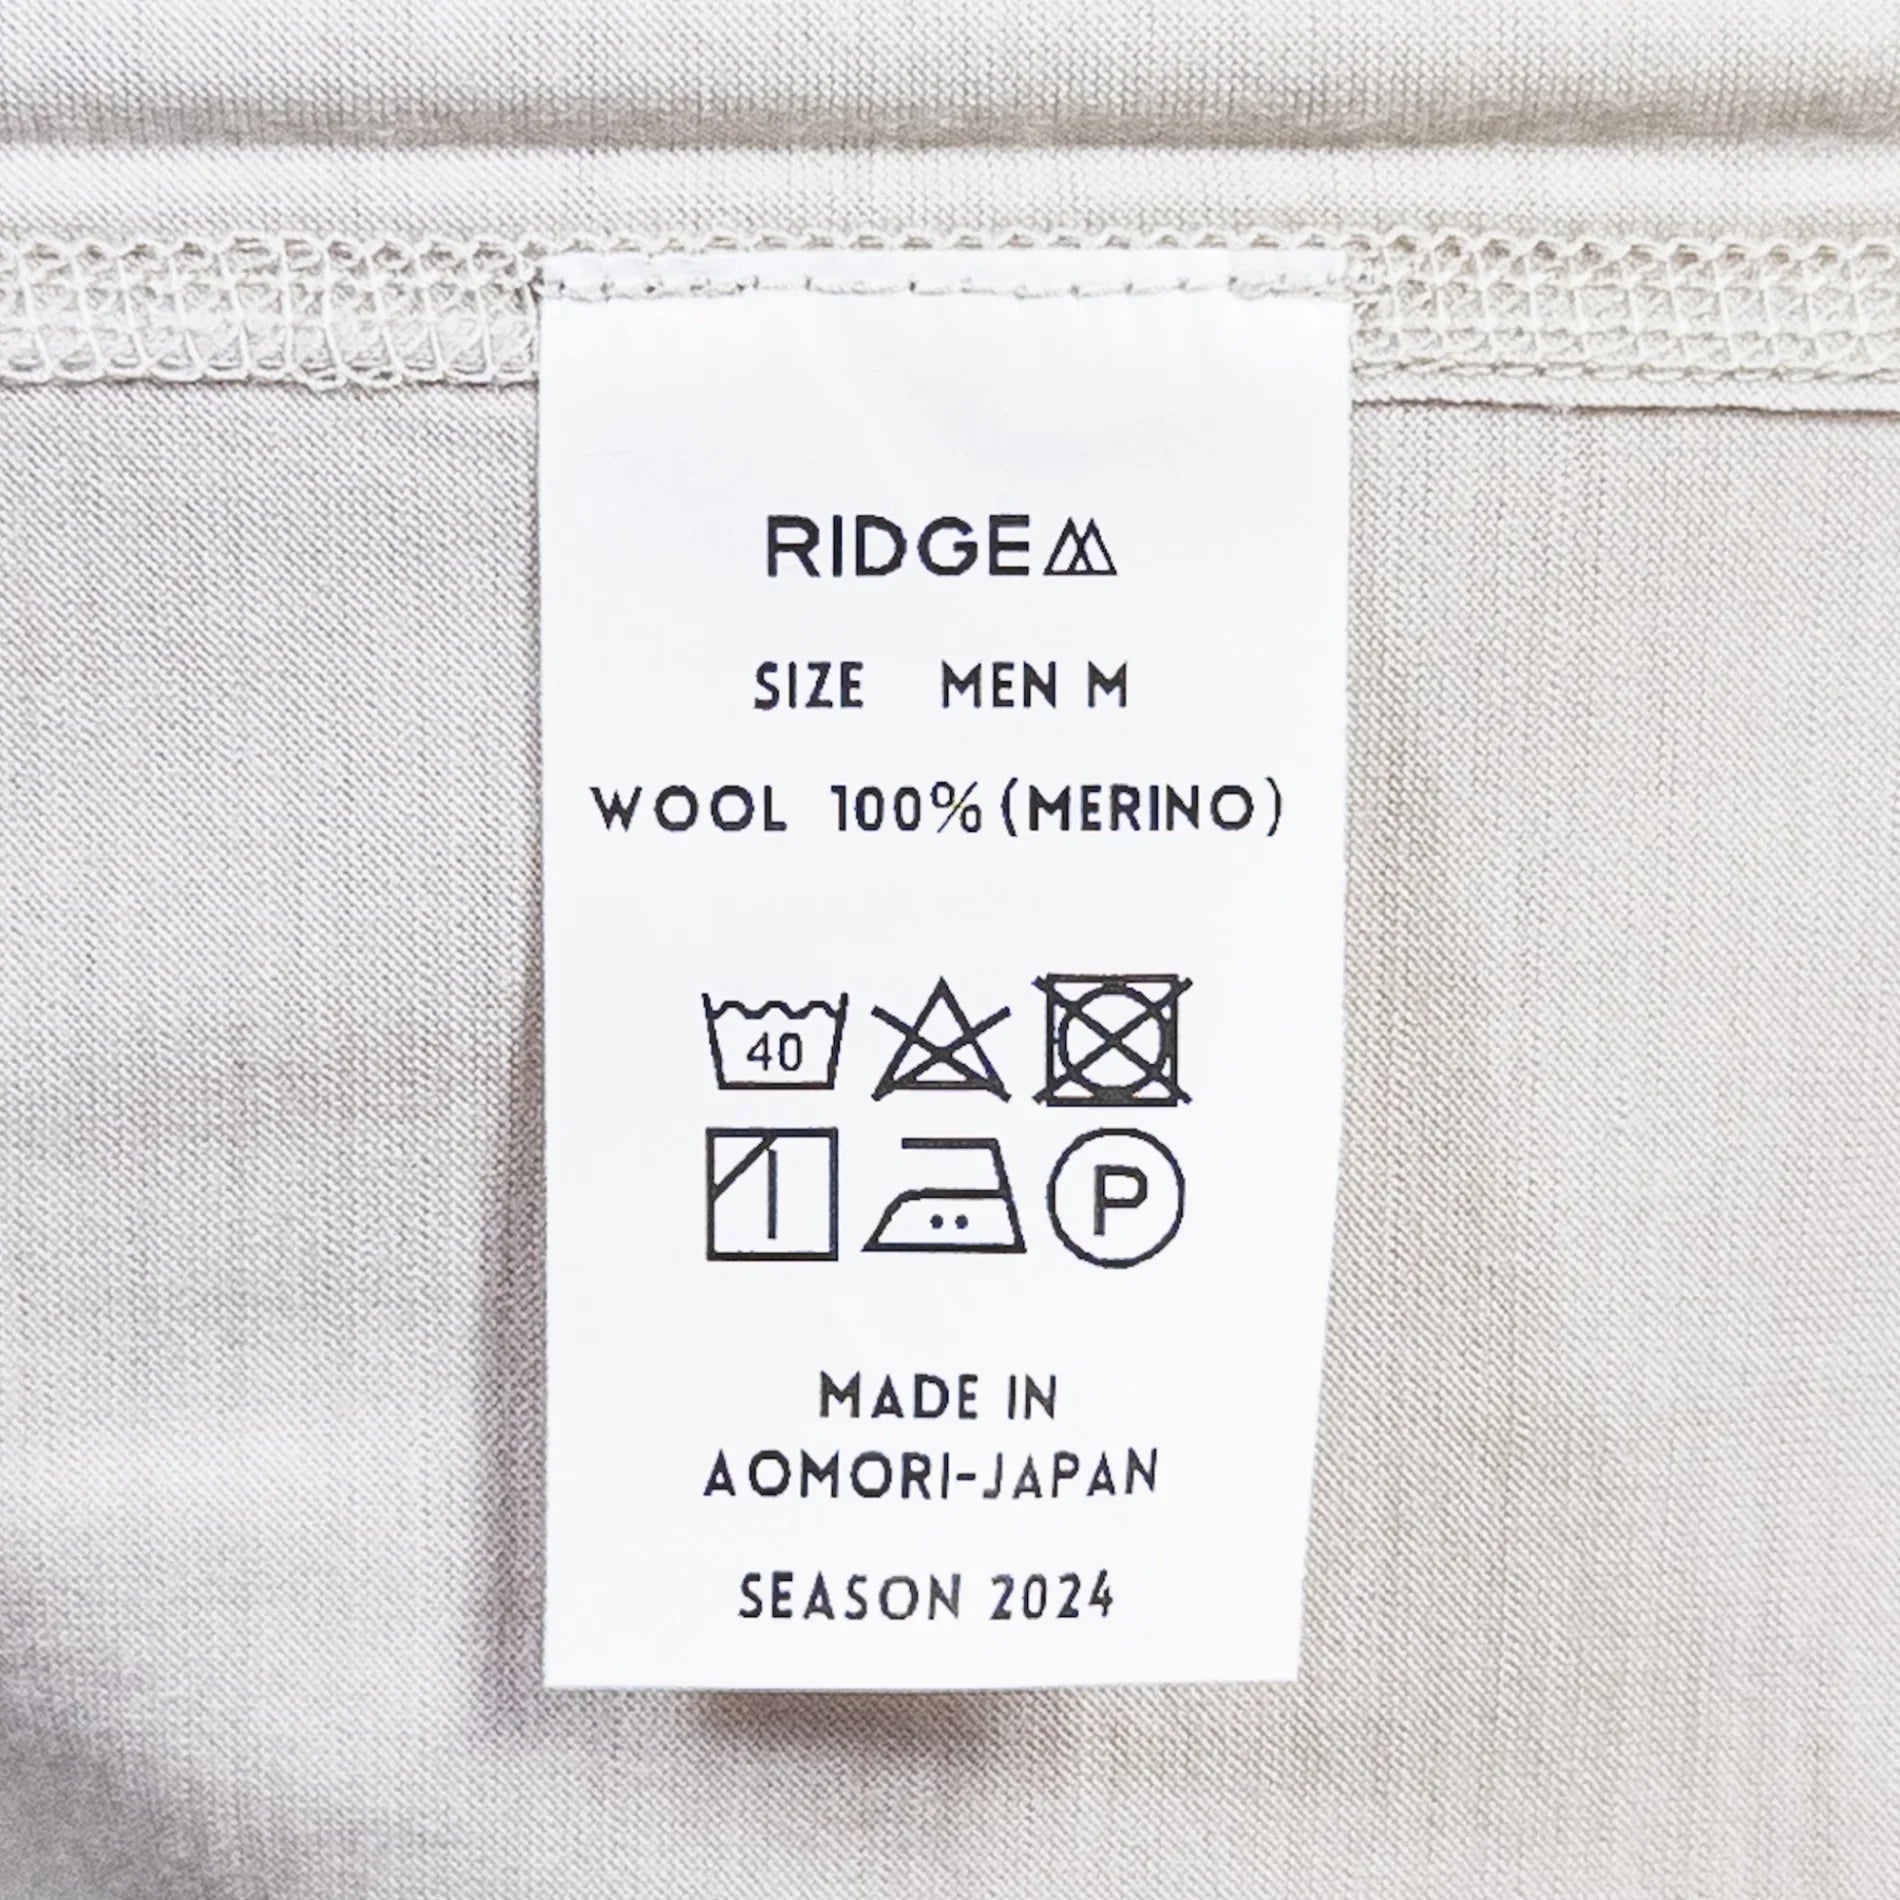 RIDGE
SIZE MEN M
WOOL 100% (MERINO)
40
P
MADE IN
AOMORI-JAPAN
SEASON 2024